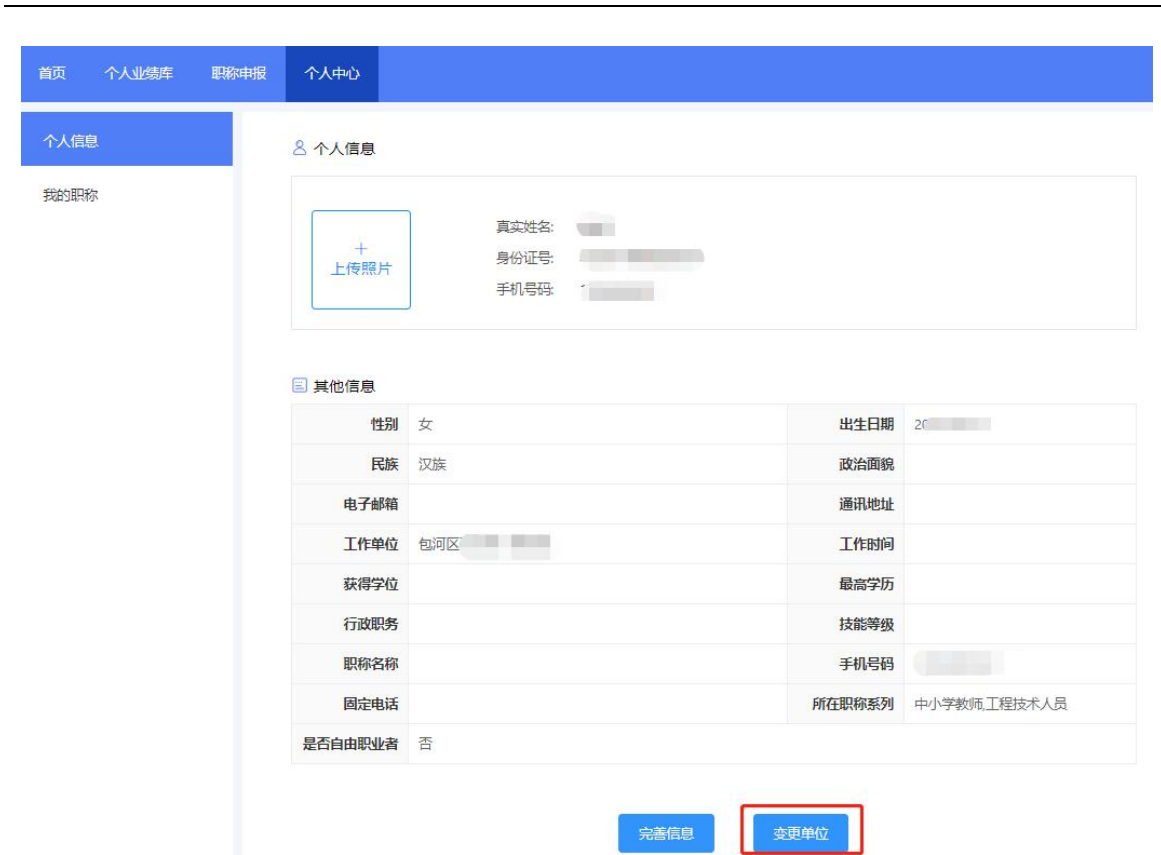 首页 个人业绩库 职称申报 个人中心
个人信息
我的职称
个人信息
上传照片
真实姓名:
身份证号:
手机号码:
其他信息
性别 女 出生日期 20
民族 汉族 政治面貌
电子邮箱 通讯地址
工作单位 包河区 工作时间
获得学位 最高学历
行政职务 技能等级
职称名称 手机号码
固定电话 所在职称系列 中小学教师,工程技术人员
是否自由职业者 否
完善信息 变更单位